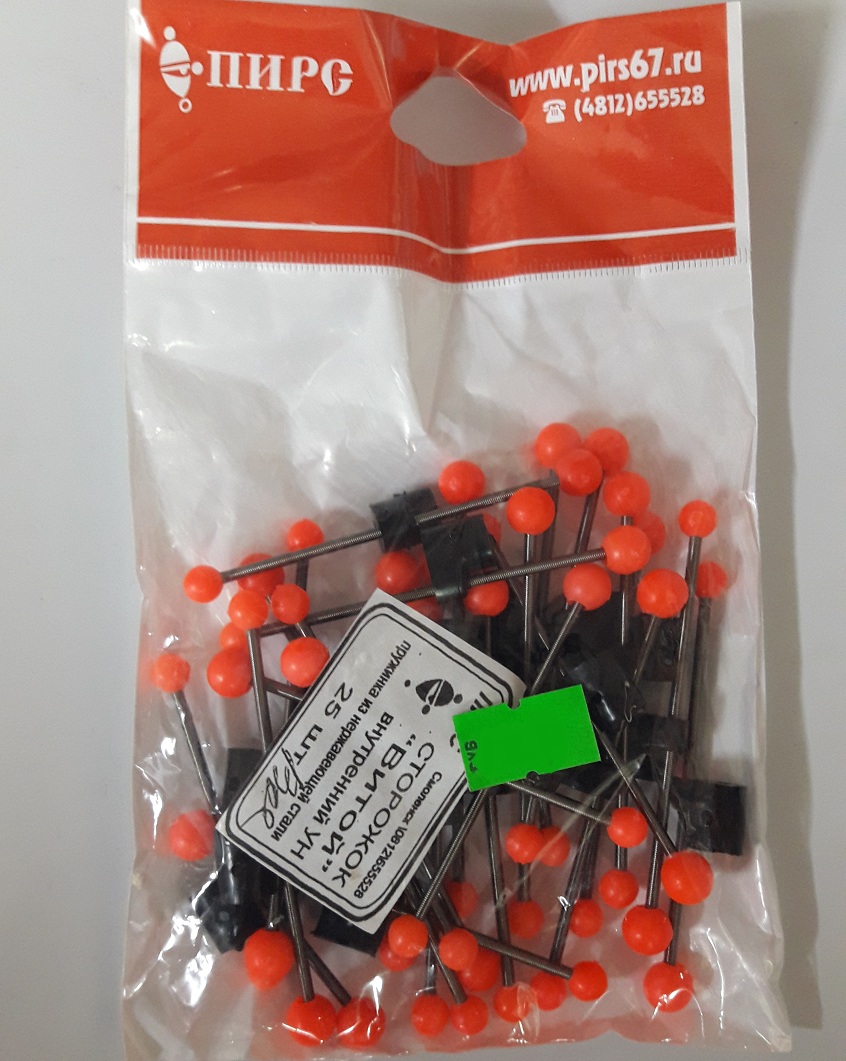 ПИРС
www.pirs67.ru
(4812)655528
Смоленск (0812)655528
СТОРОЖОК
"ВИТОЙ"
внутренний УН
25 шт
пружинка из нержавеющей стали